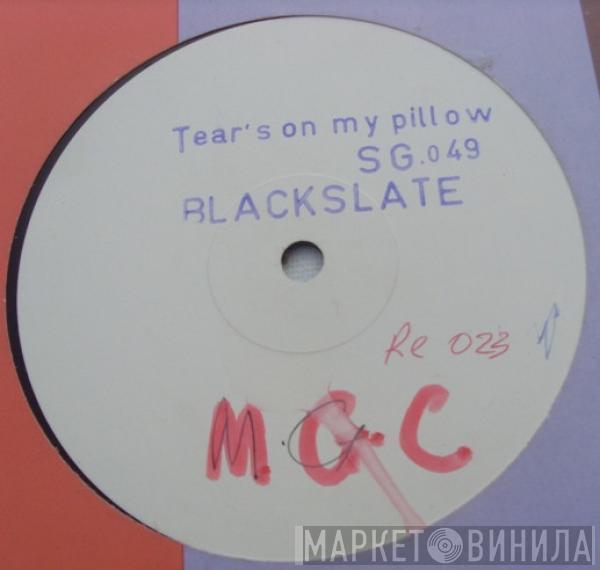 Tear's on my pillow
SG.049
BLACKSLATE
Re 023
M.G.C.
МАРКЕТ ВИНИЛА